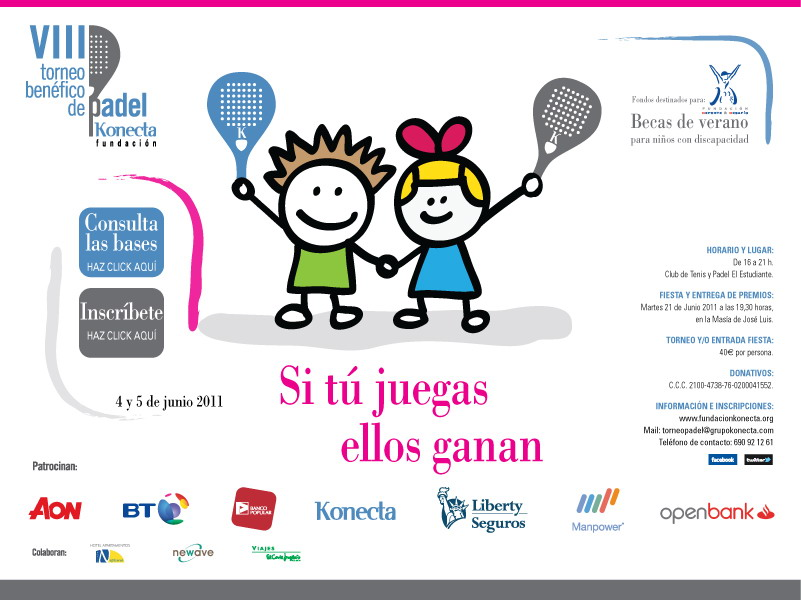 VIII
torneo
benéfico
de padel
Konecta
fundación
K
K
Fondos destinados para:
FUNDACIÓN
Becas de verano
para niños con discapacidad
Consulta
las bases
HAZ CLICK AQUÍ
Inscríbete
HAZ CLICK AQUÍ
4 y 5 de junio 2011
Si tú juegas
ellos ganan
HORARIO Y LUGAR:
De 16 a 21 h.
Club de Tenis y Padel El Estudiante.
FIESTA Y ENTREGA DE PREMIOS:
Martes 21 de Junio 2011 a las 19,30 horas,
en la Masía de José Luis.
TORNEO Y/O ENTRADA FIESTA:
40€ por persona.
DONATIVOS:
C.C.C. 2100-4738-76-0200041552.
INFORMACIÓN E INSCRIPCIONES:
www.fundacionkonecta.org
Mail: torneopadel@grupokonecta.com
Teléfono de contacto: 690 92 12 61
facebook twitter
Patrocinan:
AON
BT
BANCO
POPULAR
Konecta
Liberty
Seguros
Manpower
openbank
Colaboran:
HOTEL APARTAMENTOS
newave
VIAJES
El Corte Inglés